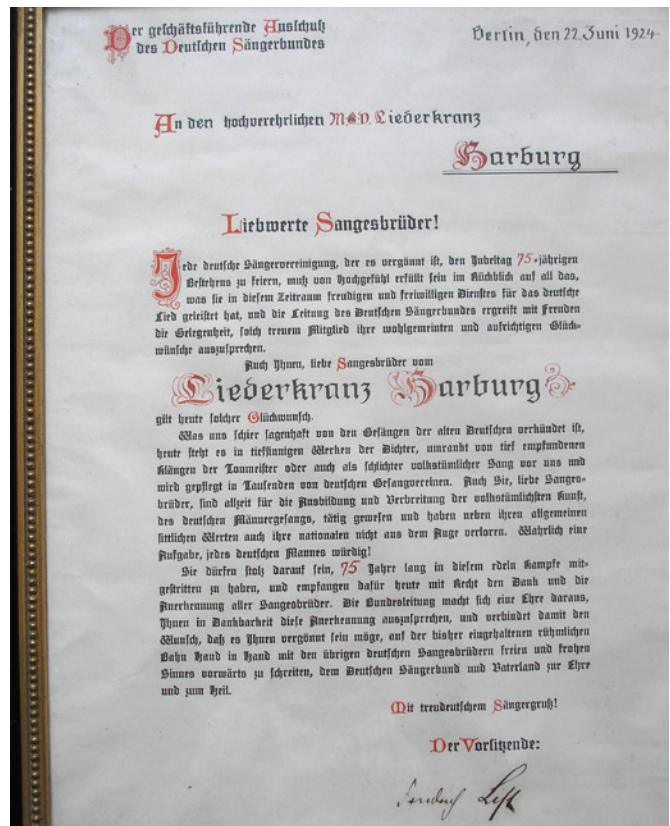 Der geschäftsführende Ausschuß
des Deutschen Sängerbundes
Berlin, den 22. Juni 1924
An den hochverehrlichen M.G.V. Liederkranz
Harburg
Liebwerte Sangesbrüder!
Jede deutsche Sängervereinigung, der es vergönnt ist, den Jubeltag 75-jährigen
Bestehens zu feiern, muß von Hochgefühl erfüllt sein im Rückblick auf all das,
was sie in diesem Zeitraum freudigen und freiwilligen Dienstes für das deutsche
Lied geleistet hat, und die Leitung des Deutschen Sängerbundes ergreift mit Freuden
die Gelegenheit, solch treuem Mitglied ihre wohlgemeinten und aufrichtigen Glück-
wünsche auszusprechen.
Auch Ihnen, liebe Sangesbrüder vom
Liederkranz Harburg
gilt heute solcher Glückwunsch.
Was uns schier sagenhaft von den Gesängen der alten Deutschen verkündet ist,
heute steht es in tiefsinnigen Werken der Dichter, umrankt von tief empfundenen
Klängen der Tonmeister oder auch als schlichter volkstümlicher Sang vor uns und
wird gepflegt in Tausenden von deutschen Gesangvereinen. Auch Sie, liebe Sanges-
brüder, sind allzeit für die Ausbildung und Verbreitung der volkstümlichsten Kunst,
des deutschen Männergesangs, tätig gewesen und haben neben ihren allgemeinen
sittlichen Werten auch ihre nationalen nicht aus dem Auge verloren. Wahrlich eine
Aufgabe, jedes deutschen Mannes würdig!
Sie dürfen stolz darauf sein, 75 Jahre lang in diesem edeln Kampfe mit-
gestritten zu haben, und empfangen dafür heute mit Recht den Dank und die
Anerkennung aller Sangesbrüder. Die Bundesleitung macht sich eine Ehre daraus,
Ihnen in Dankbarkeit diese Anerkennung auszusprechen, und verbindet damit den
Wunsch, daß es Ihnen vergönnt sein möge, auf der bisher eingehaltenen rühmlichen
Bahn Hand in Hand mit den übrigen deutschen Sangesbrüdern freien und frohen
Sinnes vorwärts zu schreiten, dem Deutschen Sängerbund und Vaterland zur Ehre
und zum Heil.
Mit treudeutschem Sängergruß!
Der Vorsitzende:
List